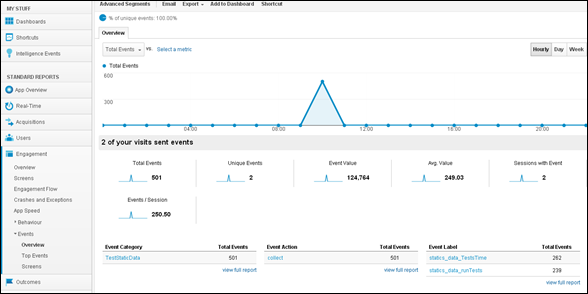 MY STUFF
Dashboards
Shortcuts
Intelligence Events
STANDARD REPORTS
App Overview
Real-Time
Acquisitions
Users
Engagement
Overview
Screens
Engagement Flow
Crashes and Exceptions
App Speed
Behaviour
Events
Overview
Top Events
Screens
Outcomes
Advanced Segments Email Export Add to Dashboard Shortcut
% of unique events: 100.00%
Overview
Total Events vs. Select a metric
Hourly Day Week
Total Events
600
300
04:00 08:00 12:00 16:00 20:00
2 of your visits sent events
Total Events Unique Events Event Value Avg. Value Sessions with Event
501 2 124,764 249.03 2
Events / Session
250.50
Event Category Total Events Event Action Total Events Event Label Total Events
TestStaticData 501 collect 501 statics_data_TestsTime 262
view full report view full report statics_data_runTests 239
view full report